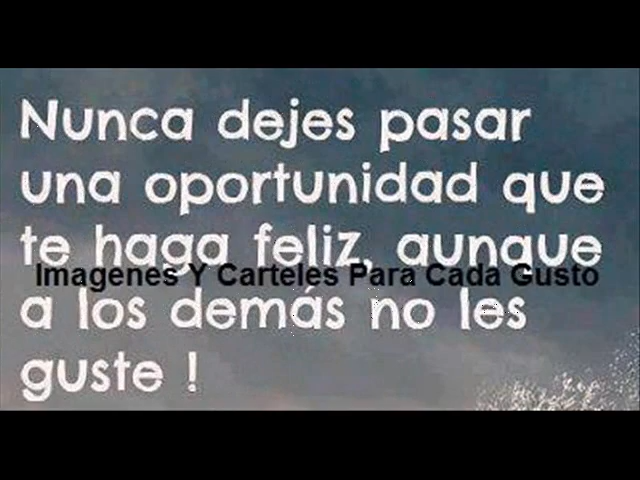 Nunca dejes pasar
una oportunidad que
te haga feliz, aunque
Imagenes Y Carteles Para Cada Gusto
a los demás no les
guste !